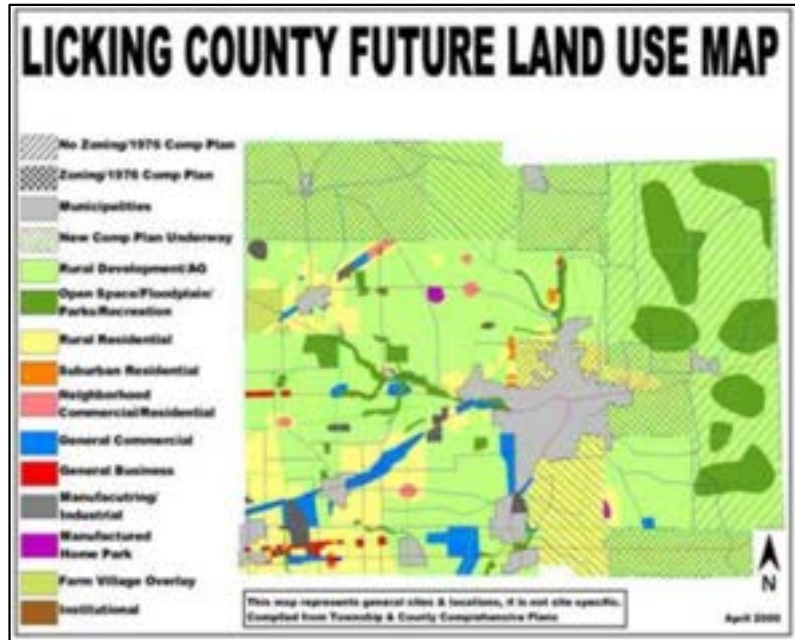 LICKING COUNTY FUTURE LAND USE MAP
No Zoning/1976 Comp Plan
Zoning/1976 Comp Plan
Municipalities
New Comp Plan Underway
Rural Development/AG
Open Space/Floodplain/
Parks/Recreation
Rural Residential
Suburban Residential
Neighborhood
Commercial/Residential
General Commercial
General Business
Manufacutring/
Industrial
Manufactured
Home Park
Farm Village Overlay
Institutional
This map represents general sites & locations, it is not site specific.
Compiled from Township & County Comprehensive Plans
N
April 2000